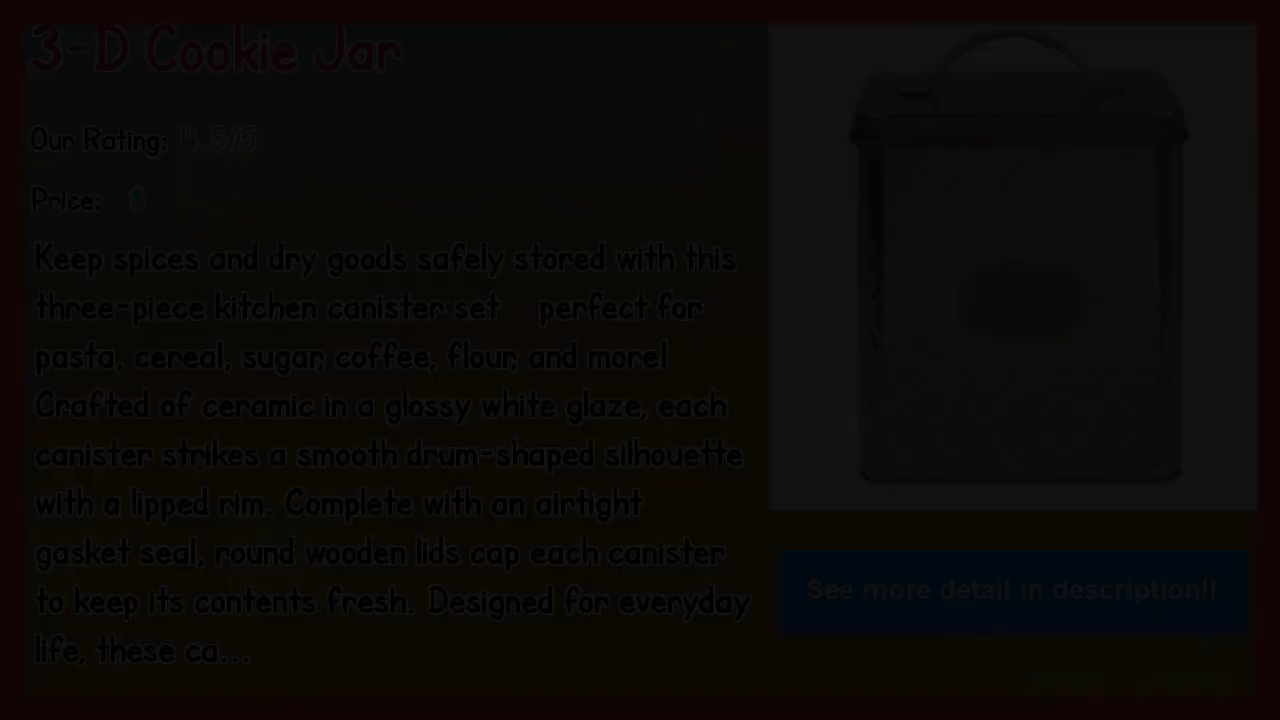 3-D Cookie Jar
Our Rating:
Price: $
Keep spices and dry goods safely stored with this
three-piece kitchen canister set perfect for
pasta, cereal, sugar, coffee, flour, and more!
Crafted of ceramic in a glossy white glaze, each
canister strikes a smooth drum-shaped silhouette
with a lipped rim. Complete with an airtight
gasket seal, round wooden lids cap each canister
to keep its contents fresh. Designed for everyday
life, these ca...
See more detail in description!!